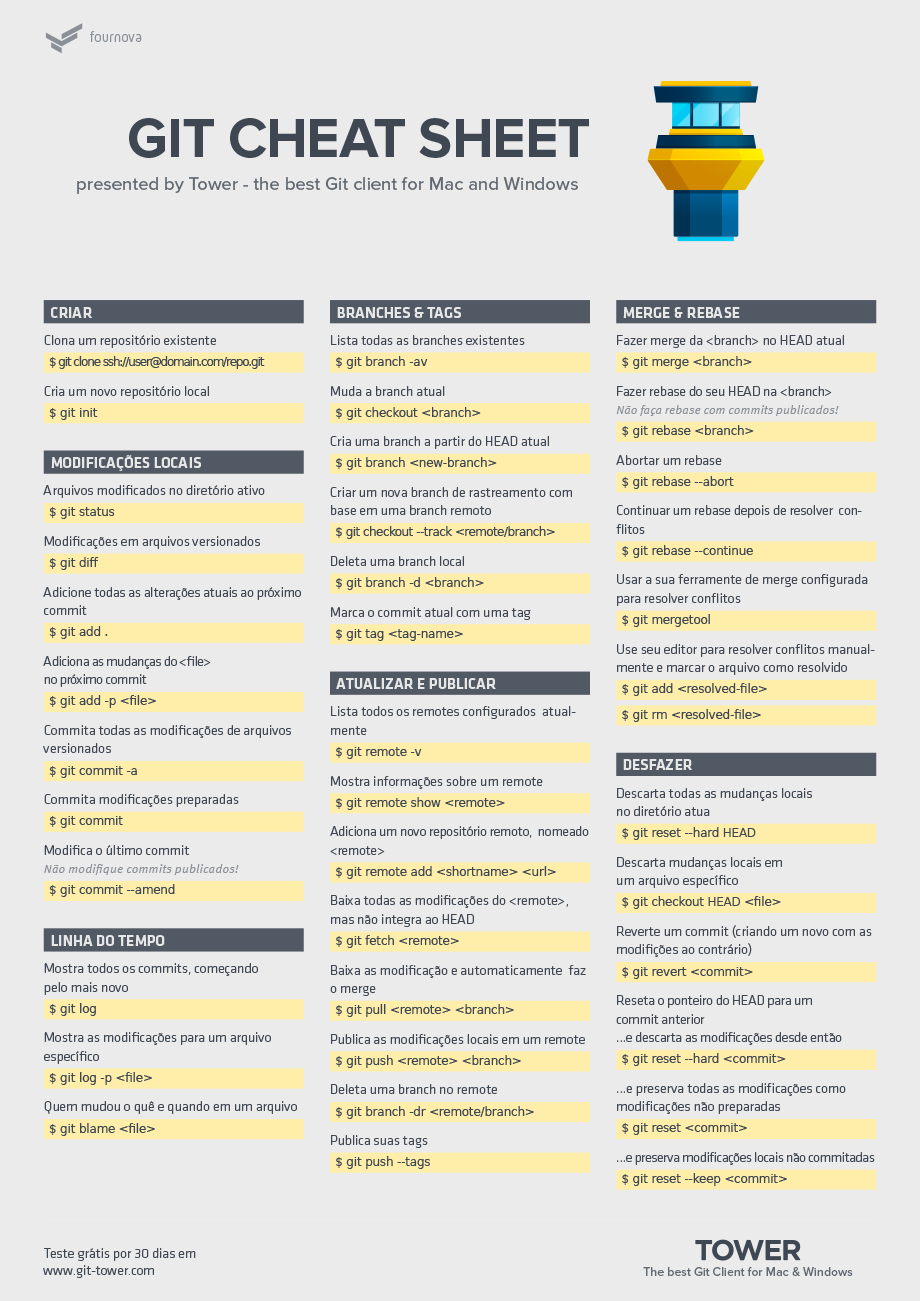 fournova
GIT CHEAT SHEET
presented by Tower - the best Git client for Mac and Windows
CRIAR
Clona um repositório existente
$ git clone ssh://user@domain.com/repo.git
Cria um novo repositório local
$ git init
MODIFICAÇÕES LOCAIS
Arquivos modificados no diretório ativo
$ git status
Modificações em arquivos versionados
$ git diff
Adicione todas as alterações atuais ao próximo
commit
$ git add .
Adiciona as mudanças do <file>
no próximo commit
$ git add -p <file>
Commita todas as modificações de arquivos
versionados
$ git commit -a
Commita modificações preparadas
$ git commit
Modifica o último commit
Não modifique commits publicados!
$ git commit --amend
LINHA DO TEMPO
Mostra todos os commits, começando
pelo mais novo
$ git log
Mostra as modificações para um arquivo
específico
$ git log -p <file>
Quem mudou o quê e quando em um arquivo
$ git blame <file>
BRANCHES & TAGS
Lista todas as branches existentes
$ git branch -av
Muda a branch atual
$ git checkout <branch>
Cria uma branch a partir do HEAD atual
$ git branch <new-branch>
Criar um nova branch de rastreamento com
base em uma branch remoto
$ git checkout --track <remote/branch>
Deleta uma branch local
$ git branch -d <branch>
Marca o commit atual com uma tag
$ git tag <tag-name>
ATUALIZAR E PUBLICAR
Lista todos os remotes configurados atual-
mente
$ git remote -v
Mostra informações sobre um remote
$ git remote show <remote>
Adiciona um novo repositório remoto, nomeado
<remote>
$ git remote add <shortname> <url>
Baixa todas as modificações do <remote>,
mas não integra ao HEAD
$ git fetch <remote>
Baixa as modificação e automaticamente faz
o merge
$ git pull <remote> <branch>
Publica as modificações locais em um remote
$ git push <remote> <branch>
Deleta uma branch no remote
$ git branch -dr <remote/branch>
Publica suas tags
$ git push --tags
MERGE & REBASE
Fazer merge da <branch> no HEAD atual
$ git merge <branch>
Fazer rebase do seu HEAD na <branch>
Não faça rebase com commits publicados!
$ git rebase <branch>
Abortar um rebase
$ git rebase --abort
Continuar um rebase depois de resolver con-
flitos
$ git rebase --continue
Usar a sua ferramente de merge configurada
para resolver conflitos
$ git mergetool
Use seu editor para resolver conflitos manual-
mente e marcar o arquivo como resolvido
$ git add <resolved-file>
$ git rm <resolved-file>
DESFAZER
Descarta todas as mudanças locais
no diretório atua
$ git reset --hard HEAD
Descarta mudanças locais em
um arquivo específico
$ git checkout HEAD <file>
Reverte um commit (criando um novo com as
modifições ao contrário)
$ git revert <commit>
Reseta o ponteiro do HEAD para um
commit anterior
...e descarta as modificações desde então
$ git reset --hard <commit>
...e preserva todas as modificações como
modificações não preparadas
$ git reset <commit>
...e preserva modificações locais não commitadas
$ git reset --keep <commit>
Teste grátis por 30 dias em
www.git-tower.com
TOWER
The best Git Client for Mac & Windows